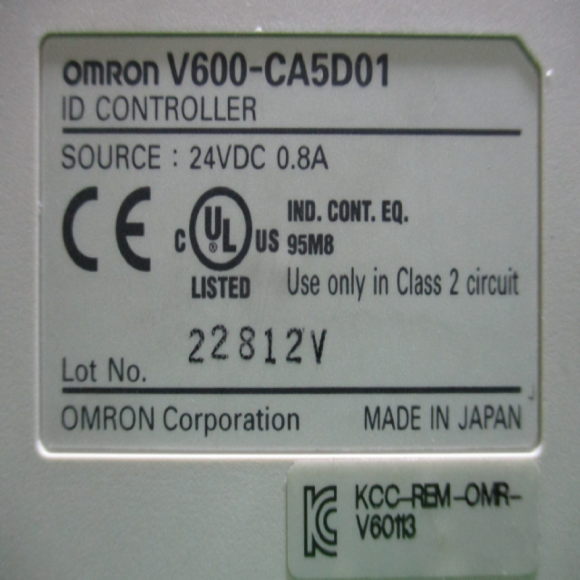 OMRON V600-CA5D01
ID CONTROLLER
SOURCE : 24VDC 0.8A
CE
C UL US
LISTED
IND. CONT. EQ.
95M8
Use only in Class 2 circuit
Lot No. 22812V
OMRON Corporation MADE IN JAPAN
KCC-REM-OMR-
V60113